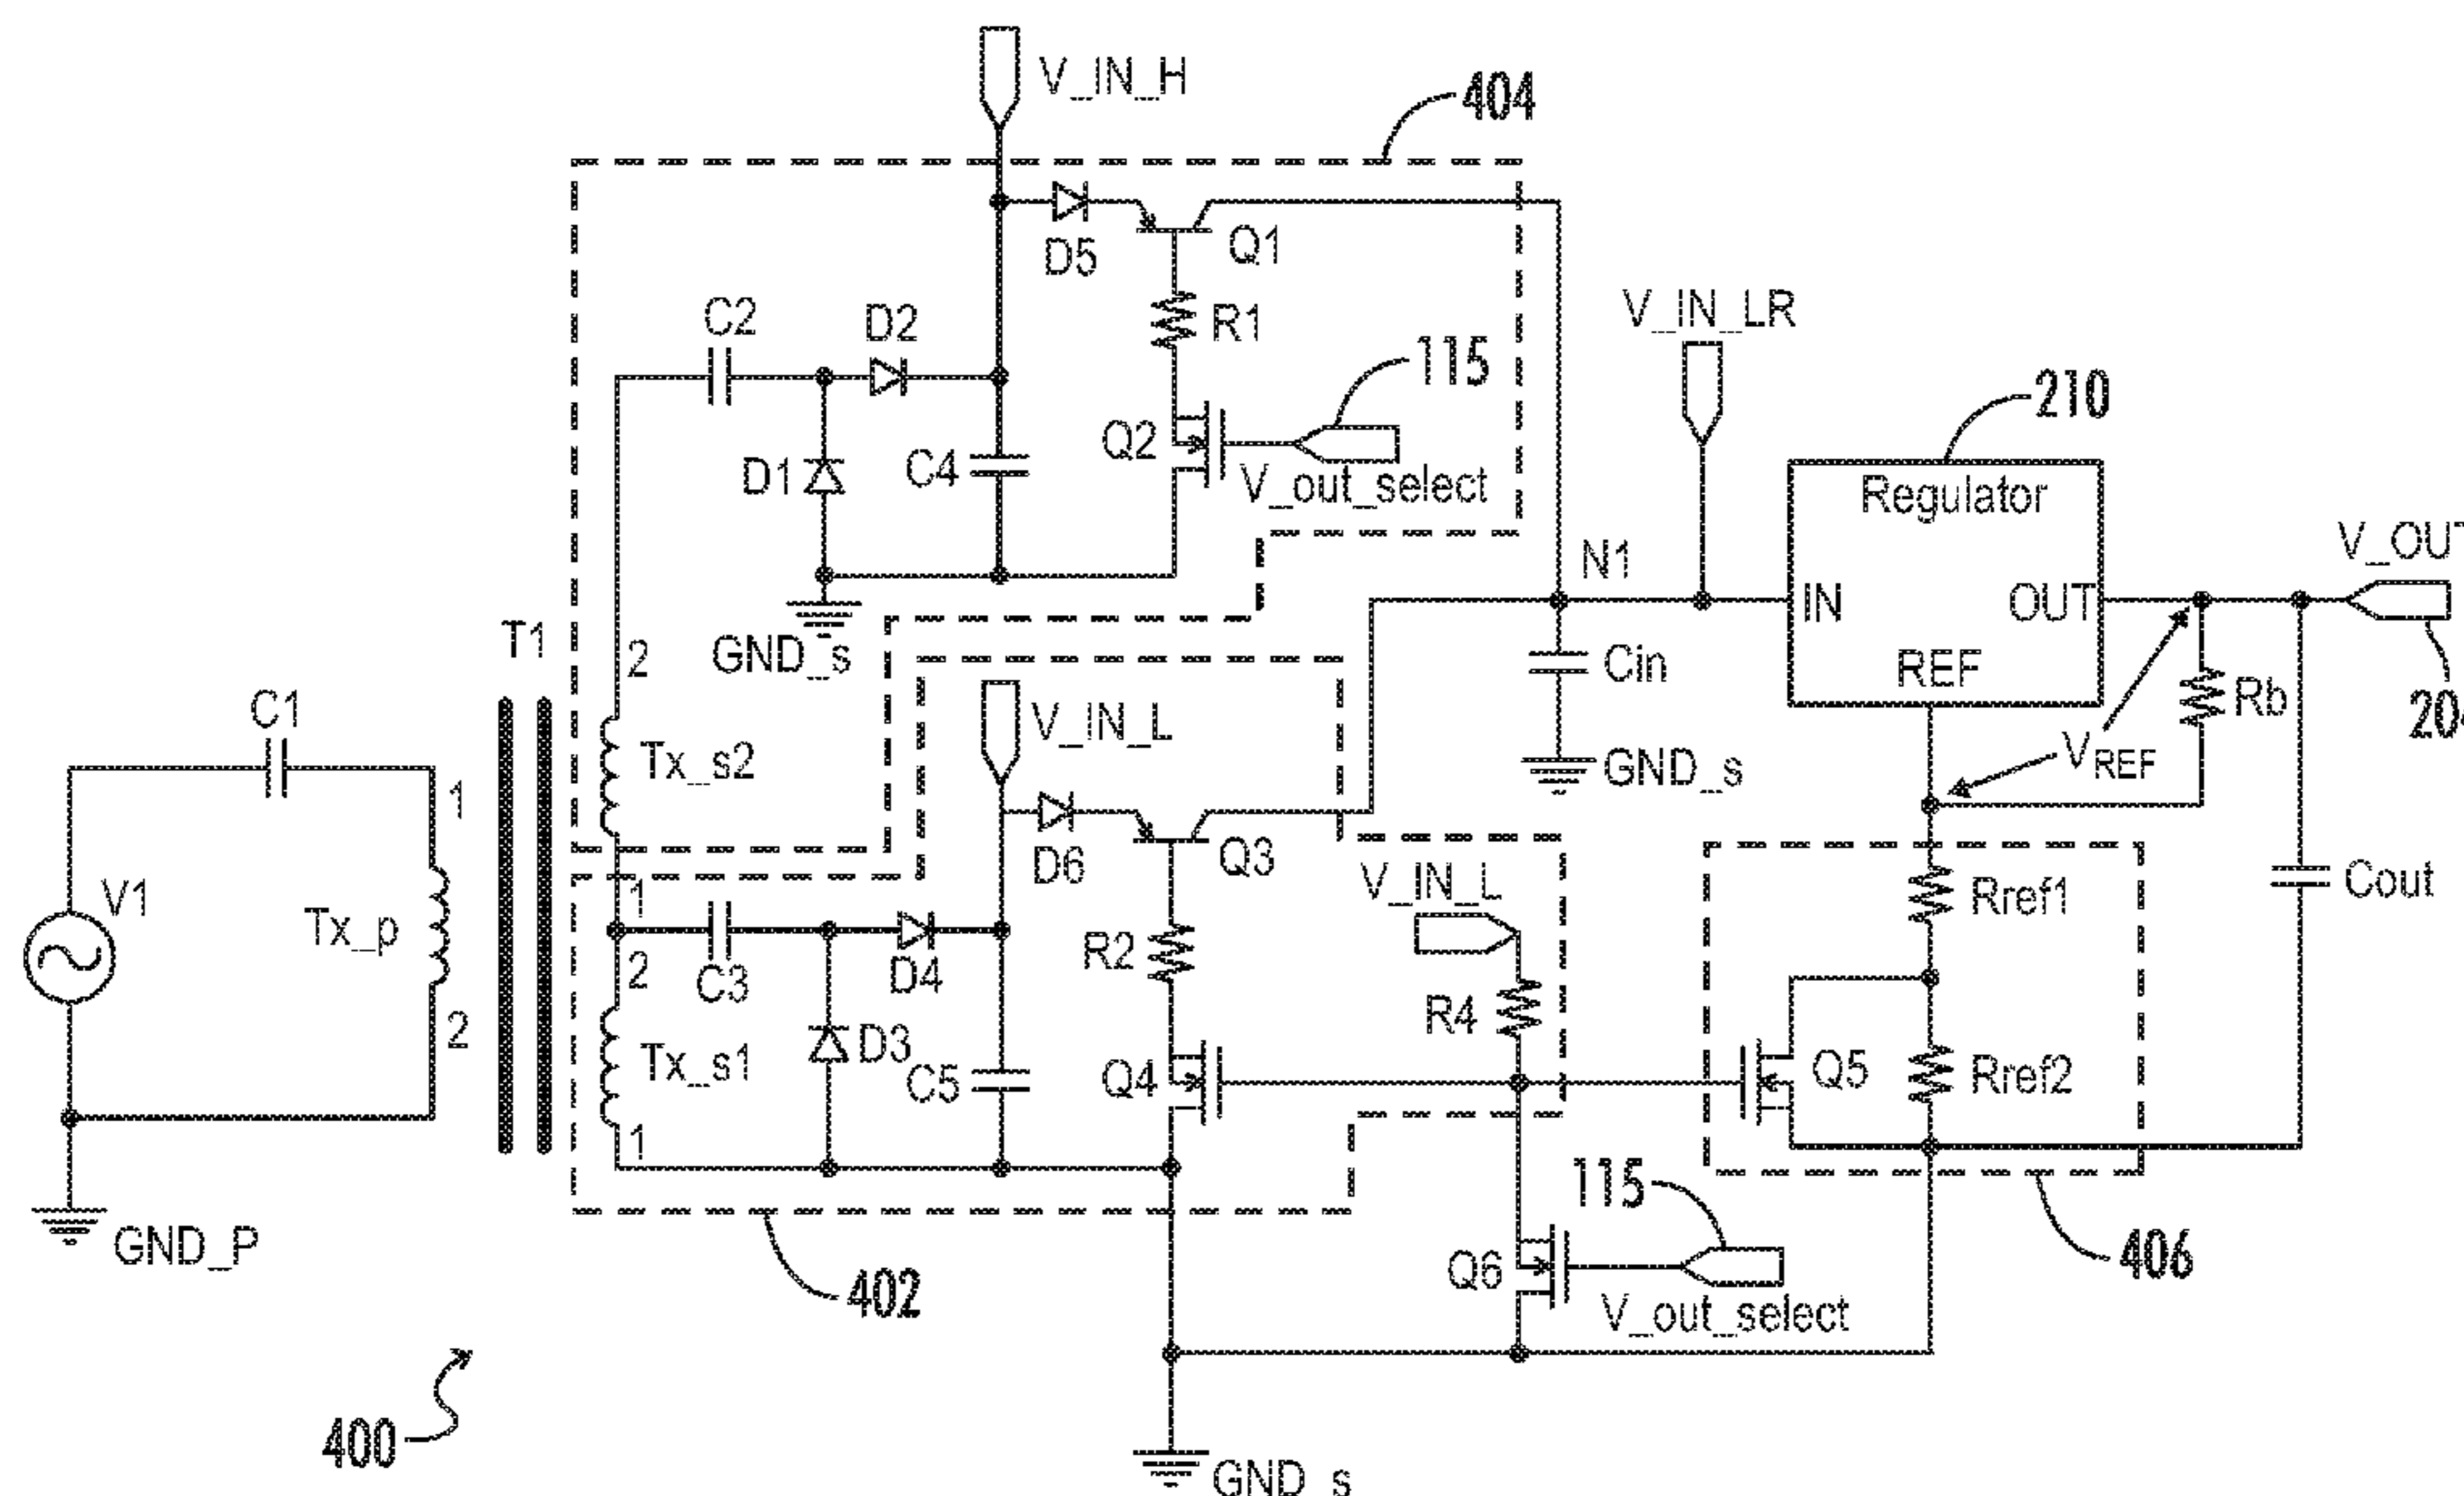 V_IN_H
404
D5
Q1
C2
D2
R1
V_IN_LR
115
210
D1
C4
Q2
V_out_select
Regulator
V_OUT
N1
IN
OUT
T1
2
GND_s
REF
Cin
Rb
204
C1
V_IN_L
VREF
1
Tx_s2
GND_s
D6
Q3
V_IN_L
Rref1
Cout
V1
Tx_p
1
2
C3
D4
R2
R4
2
Tx_s1
D3
C5
Q4
Q5
Rref2
1
115
GND_P
402
Q6
V_out_select
406
400
GND_s